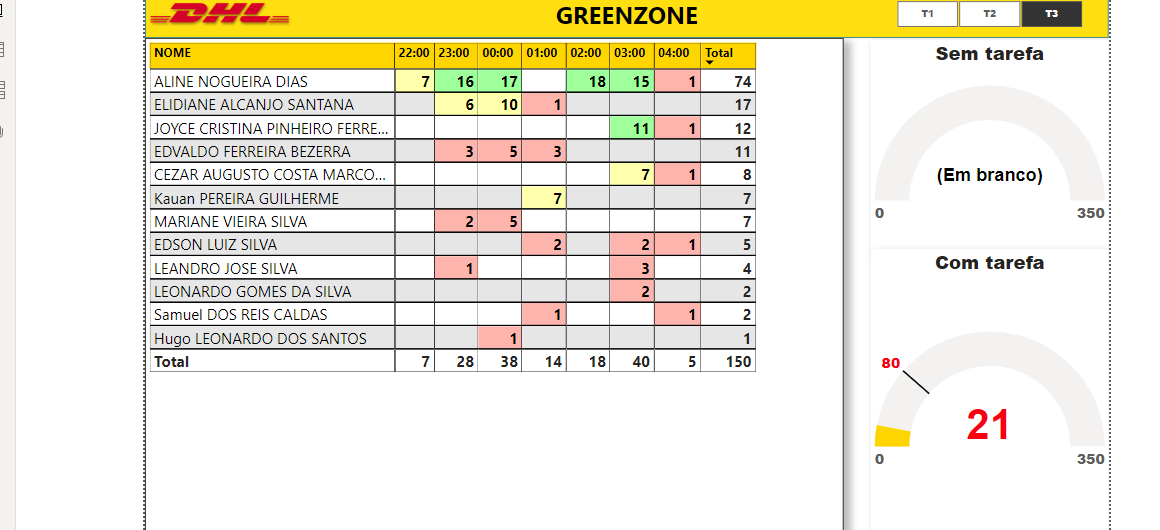 DHL
GREENZONE
T1 T2 T3
NOME 22:00 23:00 00:00 01:00 02:00 03:00 04:00 Total
ALINE NOGUEIRA DIAS 7 16 17 18 15 1 74
ELIDIANE ALCANJO SANTANA 6 10 1 17
JOYCE CRISTINA PINHEIRO FERRE... 11 1 12
EDVALDO FERREIRA BEZERRA 3 5 3 11
CEZAR AUGUSTO COSTA MARCO... 7 1 8
Kauan PEREIRA GUILHERME 7 7
MARIANE VIEIRA SILVA 2 5 7
EDSON LUIZ SILVA 2 2 1 5
LEANDRO JOSE SILVA 1 3 4
LEONARDO GOMES DA SILVA 2 2
Samuel DOS REIS CALDAS 1 1 2
Hugo LEONARDO DOS SANTOS 1 1
Total 7 28 38 14 18 40 5 150
Sem tarefa
(Em branco)
0 350
Com tarefa
80
21
0 350